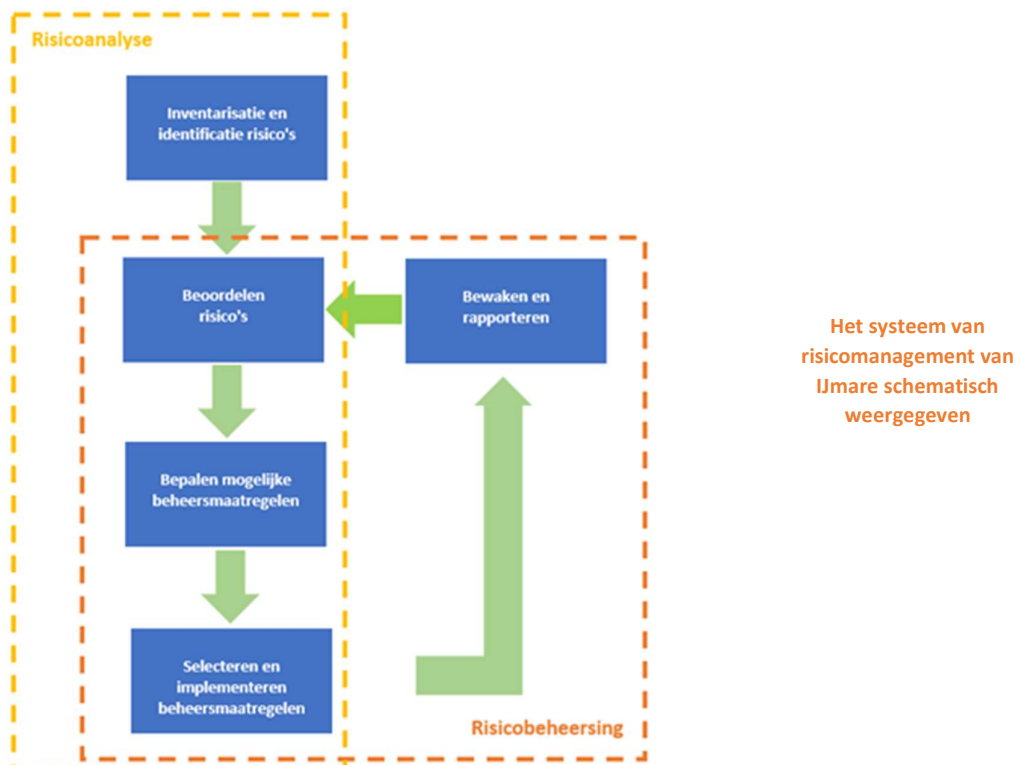 Risicoanalyse
Inventarisatie en
identificatie risico's
Beoordelen
risico's
Bewaken en
rapporteren
Bepalen mogelijke
beheersmaatregelen
Selecteren en
implementeren
beheersmaatregelen
Risicobeheersing
Het systeem van
risicomanagement van
IJmare schematisch
weergegeven